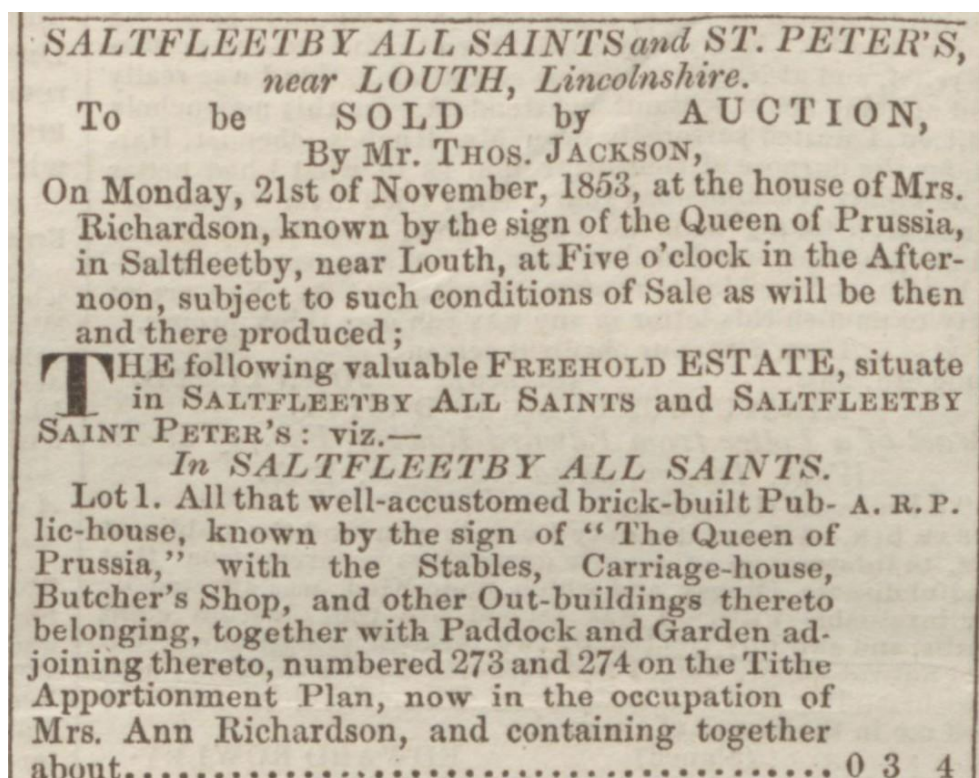 SALTFLEETBY ALL SAINTS and ST. PETER'S,
near LOUTH, Lincolnshire.
To be SOLD by AUCTION,
By Mr. THOS. JACKSON,
On Monday, 21st of November, 1853, at the house of Mrs.
Richardson, known by the sign of the Queen of Prussia,
in Saltfleetby, near Louth, at Five o'clock in the After-
noon, subject to such conditions of Sale as will be then
and there produced;
THE following valuable FREEHOLD ESTATE, situate
in SALTFLEETBY ALL SAINTS and SALTFLEETBY
SAINT PETER'S: viz.—
In SALTFLEETBY ALL SAINTS.
Lot 1. All that well-accustomed brick-built Pub- A. R. P.
lic-house, known by the sign of "The Queen of
Prussia," with the Stables, Carriage-house,
Butcher's Shop, and other Out-buildings thereto
belonging, together with Paddock and Garden ad-
joining thereto, numbered 273 and 274 on the Tithe
Apportionment Plan, now in the occupation of
Mrs. Ann Richardson, and containing together
about.............................. 0 3 4